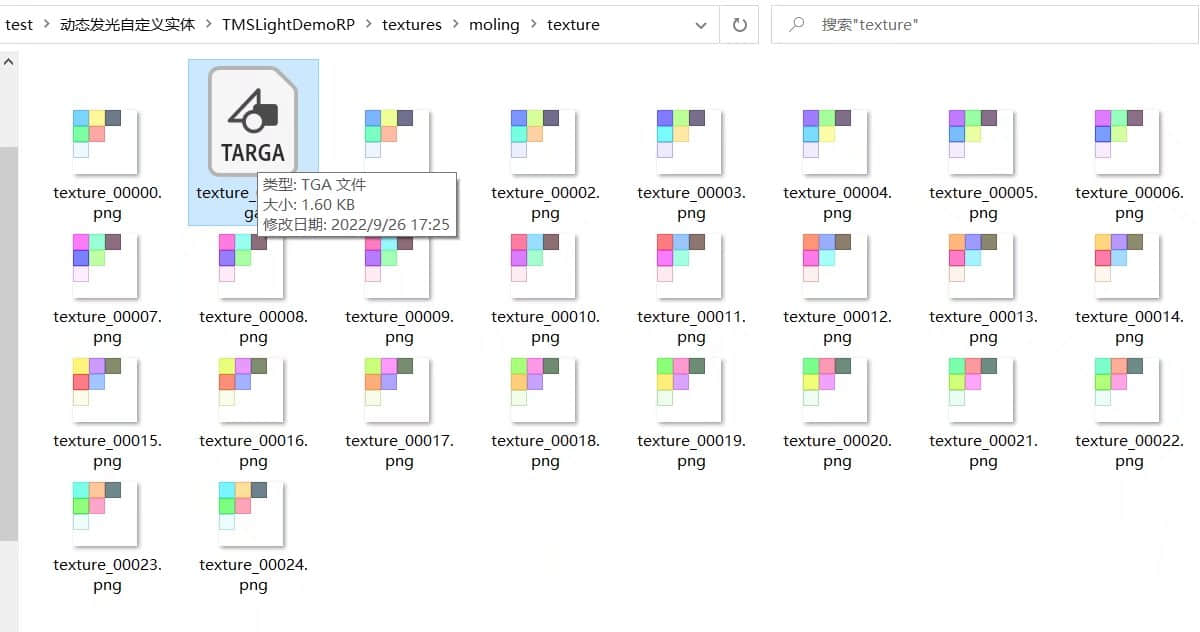 test > 动态发光自定义实体 > TMSLightDemoRP > textures > moling > texture
搜索"texture"
TARGA
texture_00000.
png
texture_
ga
texture_00002.
png
texture_00003.
png
texture_00004.
png
texture_00005.
png
texture_00006.
png
类型: TGA 文件
大小: 1.60 KB
修改日期: 2022/9/26 17:25
texture_00007.
png
texture_00008.
png
texture_00009.
png
texture_00010.
png
texture_00011.
png
texture_00012.
png
texture_00013.
png
texture_00014.
png
texture_00015.
png
texture_00016.
png
texture_00017.
png
texture_00018.
png
texture_00019.
png
texture_00020.
png
texture_00021.
png
texture_00022.
png
texture_00023.
png
texture_00024.
png